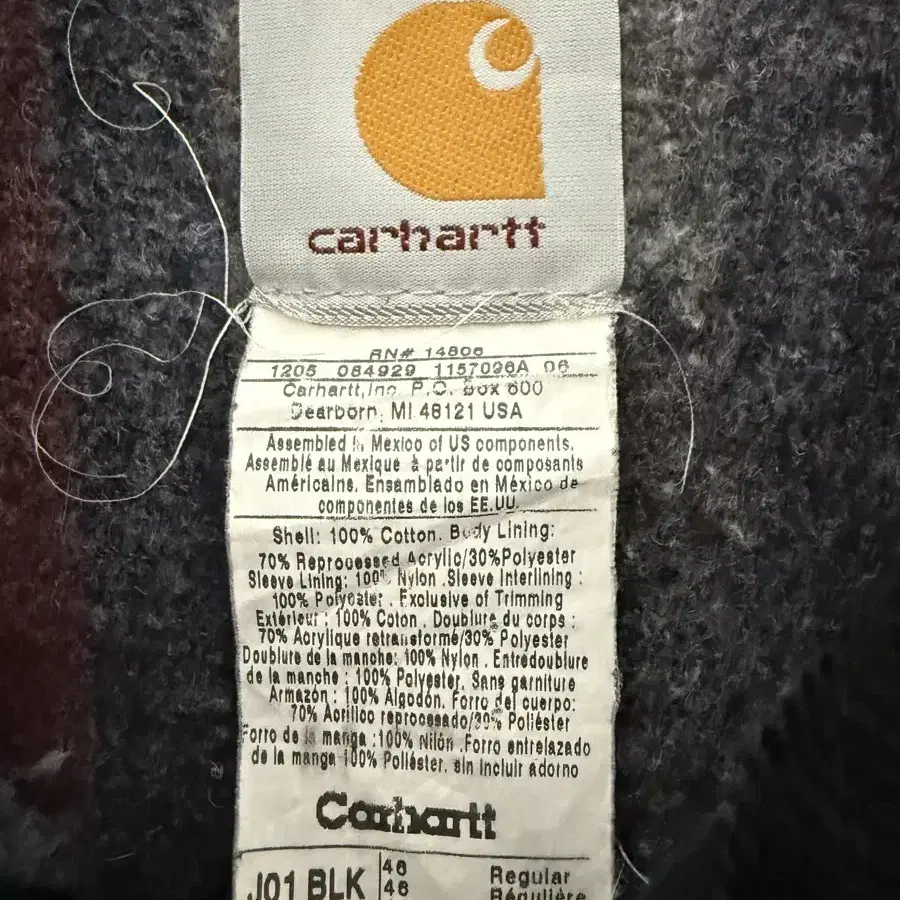 carhartt
RN# 14806
1205 084929 1157096A 06
Carhartt, Inc. P.O. Box 600
Dearborn, MI 48121 USA
Assembled in Mexico of US components.
Assemblé au Mexique à partir de composants
Américains. Ensamblado en México de
componentes de los EE.UU.
Shell: 100% Cotton. Body Lining:
70% Reprocessed Acrylic/30%Polyester
Sleeve Lining: 100% Nylon .Sleeve Interlining :
100% Polyester . Exclusive of Trimming
Extérieur : 100% Coton . Doublure du corps :
70% Acrylique retransformé/30% Polyester
Doublure de la manche: 100% Nylon . Entredoublure
de la manche : 100% Polyester. Sans garniture
Armazón : 100% Algodón. Forro del cuerpo:
70% Acrílico reprocesado/30% Poliéster
Forro de la manga :100% Nilón .Forro entrelazado
de la manga 100% Poliéster. sin incluir adorno
Carhartt
J01 BLK 46 Regular
46 Régulière